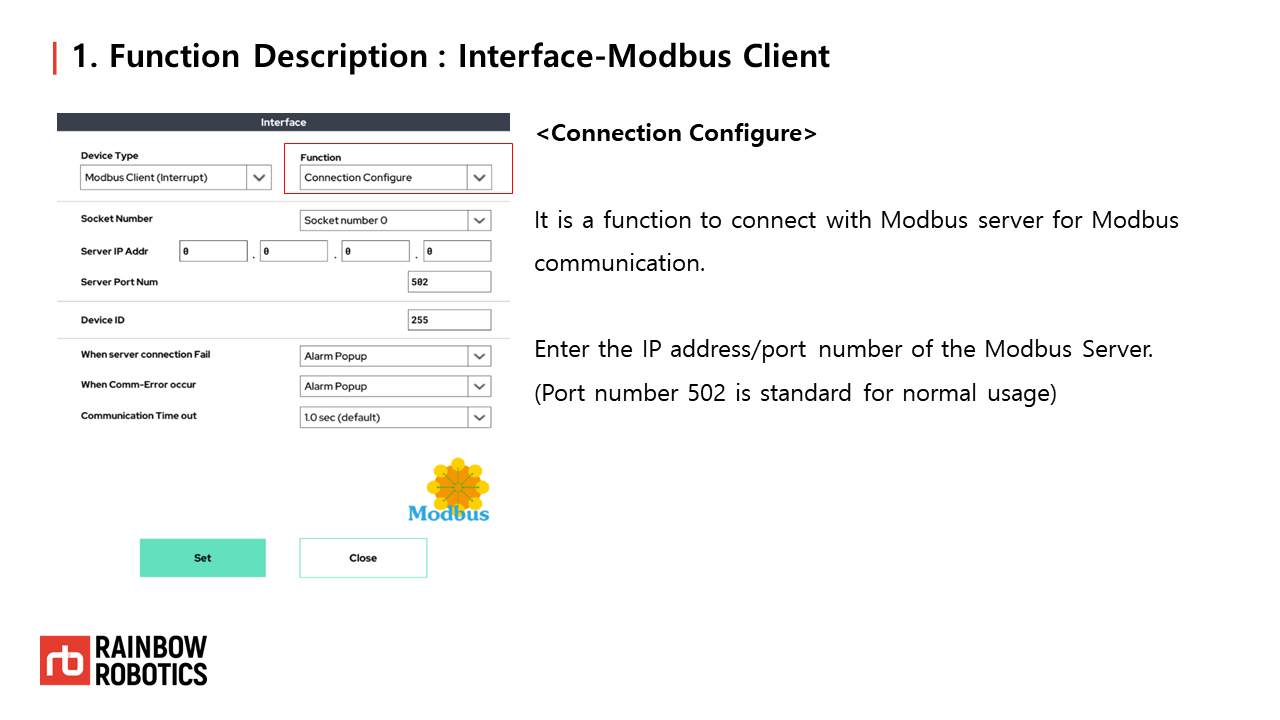 1. Function Description : Interface-Modbus Client
Interface
Device Type
Function
Modbus Client (Interrupt)
Connection Configure
Socket Number
Socket number 0
Server IP Addr
0 . 0 . 0 . 0
Server Port Num
502
Device ID
255
When server connection Fail
Alarm Popup
When Comm-Error occur
Alarm Popup
Communication Time out
1.0 sec (default)
Modbus
Set
Close
<Connection Configure>
It is a function to connect with Modbus server for Modbus
communication.
Enter the IP address/port number of the Modbus Server.
(Port number 502 is standard for normal usage)
rb
RAINBOW
ROBOTICS